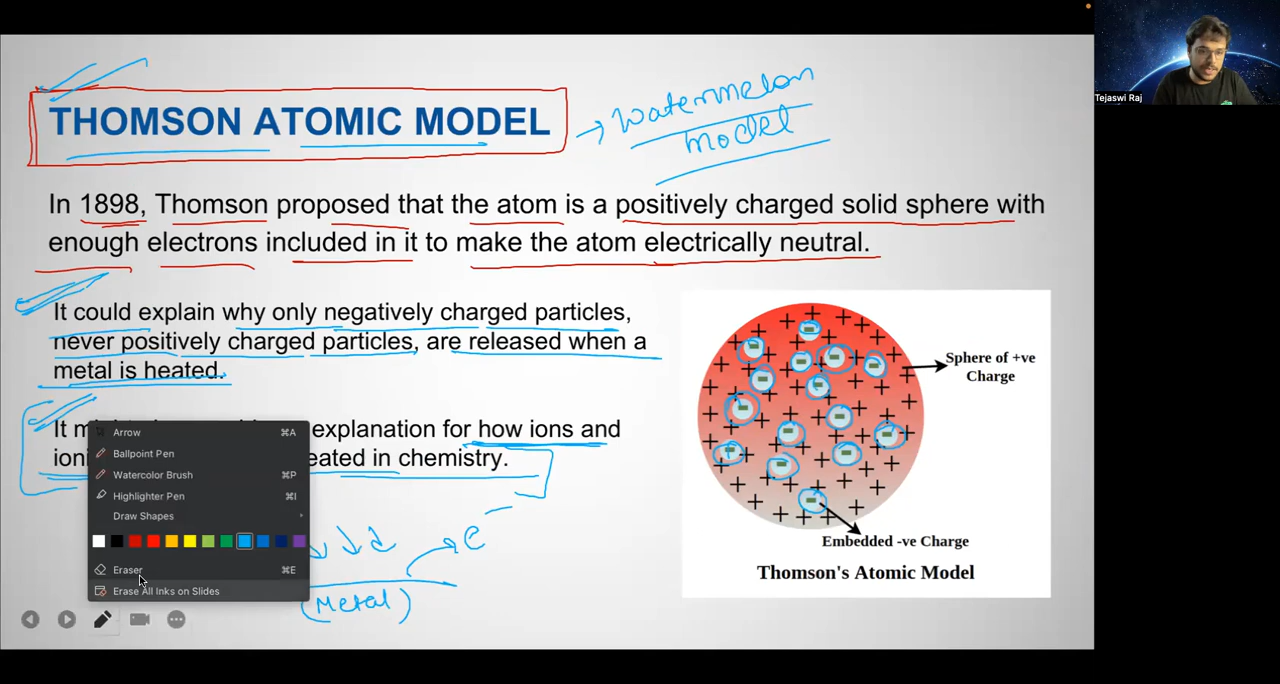 Tejaswi Raj
THOMSON ATOMIC MODEL
→ Watermelon
model
In 1898, Thomson proposed that the atom is a positively charged solid sphere with
enough electrons included in it to make the atom electrically neutral.
It could explain why only negatively charged particles,
never positively charged particles, are released when a
metal is heated.
It explanation for how ions and
eated in chemistry.
Arrow ⌘A
Ballpoint Pen
Watercolor Brush ⌘P
Highlighter Pen ⌘I
Draw Shapes
Eraser ⌘E
Erase All Inks on Slides
e⁻
(Metal)
Sphere of +ve
Charge
Embedded -ve Charge
Thomson's Atomic Model